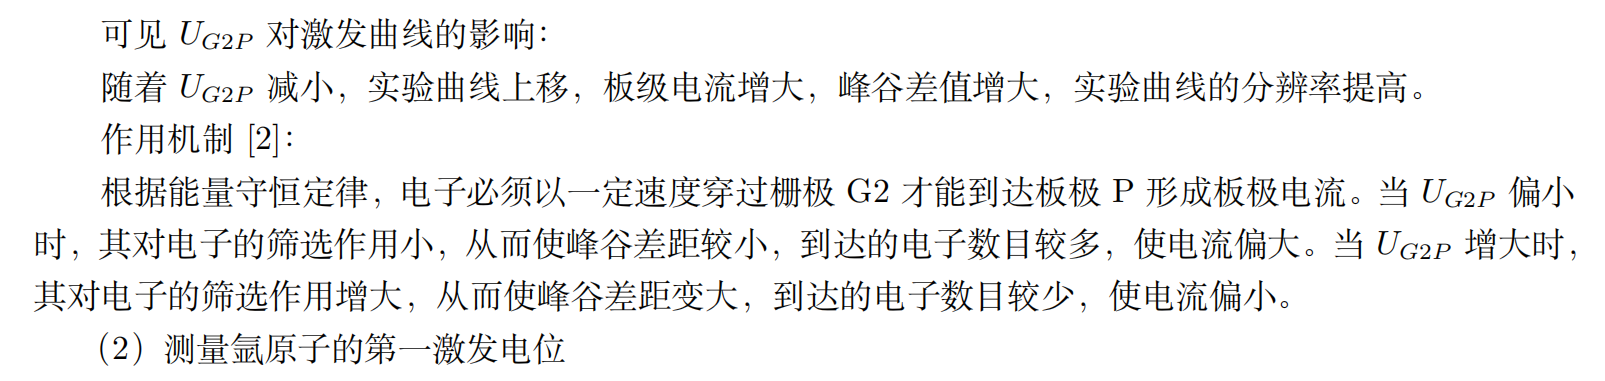 可见 U_{G2P} 对激发曲线的影响：
随着 U_{G2P} 减小，实验曲线上移，板级电流增大，峰谷差值增大，实验曲线的分辨率提高。
作用机制 [2]：
根据能量守恒定律，电子必须以一定速度穿过栅极 G2 才能到达板极 P 形成板极电流。当 U_{G2P} 偏小
时，其对电子的筛选作用小，从而使峰谷差距较小，到达的电子数目较多，使电流偏大。当 U_{G2P} 增大时，
其对电子的筛选作用增大，从而使峰谷差距变大，到达的电子数目较少，使电流偏小。
（2）测量氩原子的第一激发电位